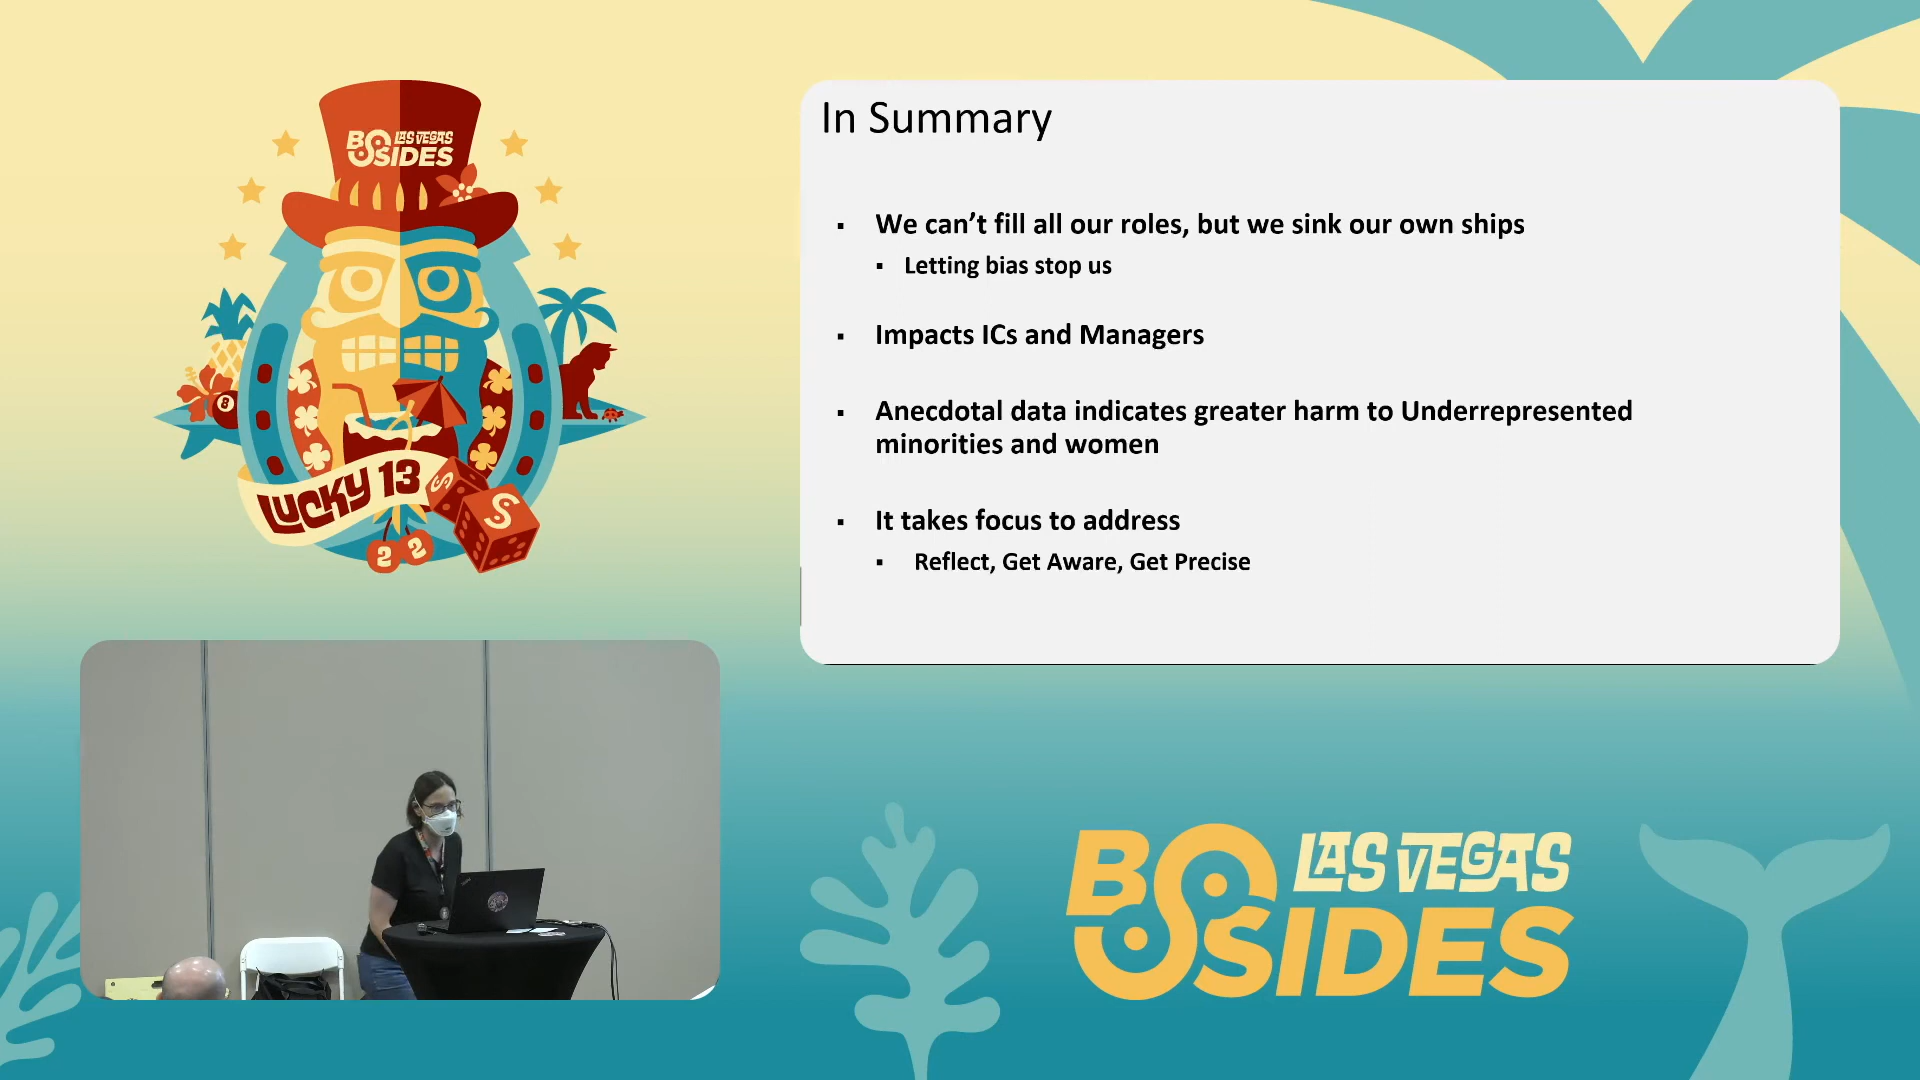 BSIDES LAS VEGAS
8
LUCKY 13
S
S
2 2
In Summary
▪ We can’t fill all our roles, but we sink our own ships
▪ Letting bias stop us
▪ Impacts ICs and Managers
▪ Anecdotal data indicates greater harm to Underrepresented
minorities and women
▪ It takes focus to address
▪ Reflect, Get Aware, Get Precise
BSIDES LAS VEGAS